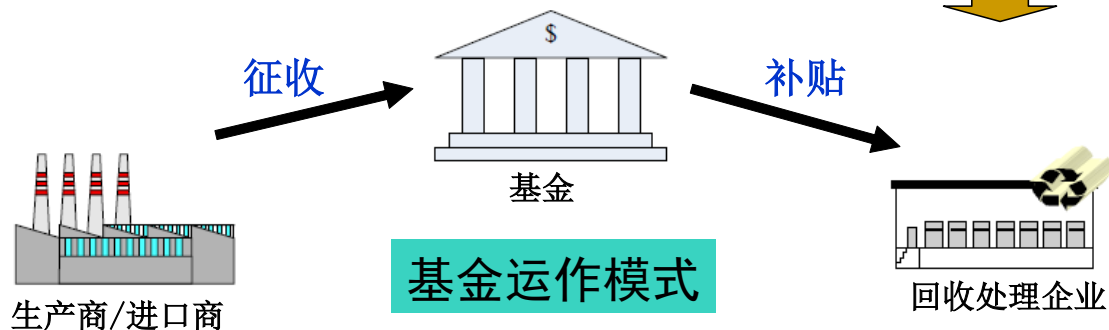 $
征收
补贴
基金
基金运作模式
生产商/进口商
回收处理企业